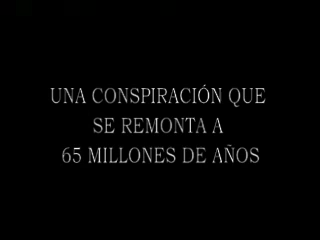 UNA CONSPIRACIÓN QUE
SE REMONTA A
65 MILLONES DE AÑOS